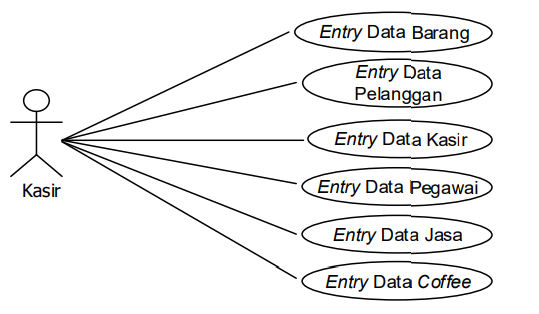 Entry Data Barang
Entry Data
Pelanggan
Entry Data Kasir
Entry Data Pegawai
Kasir
Entry Data Jasa
Entry Data Coffee